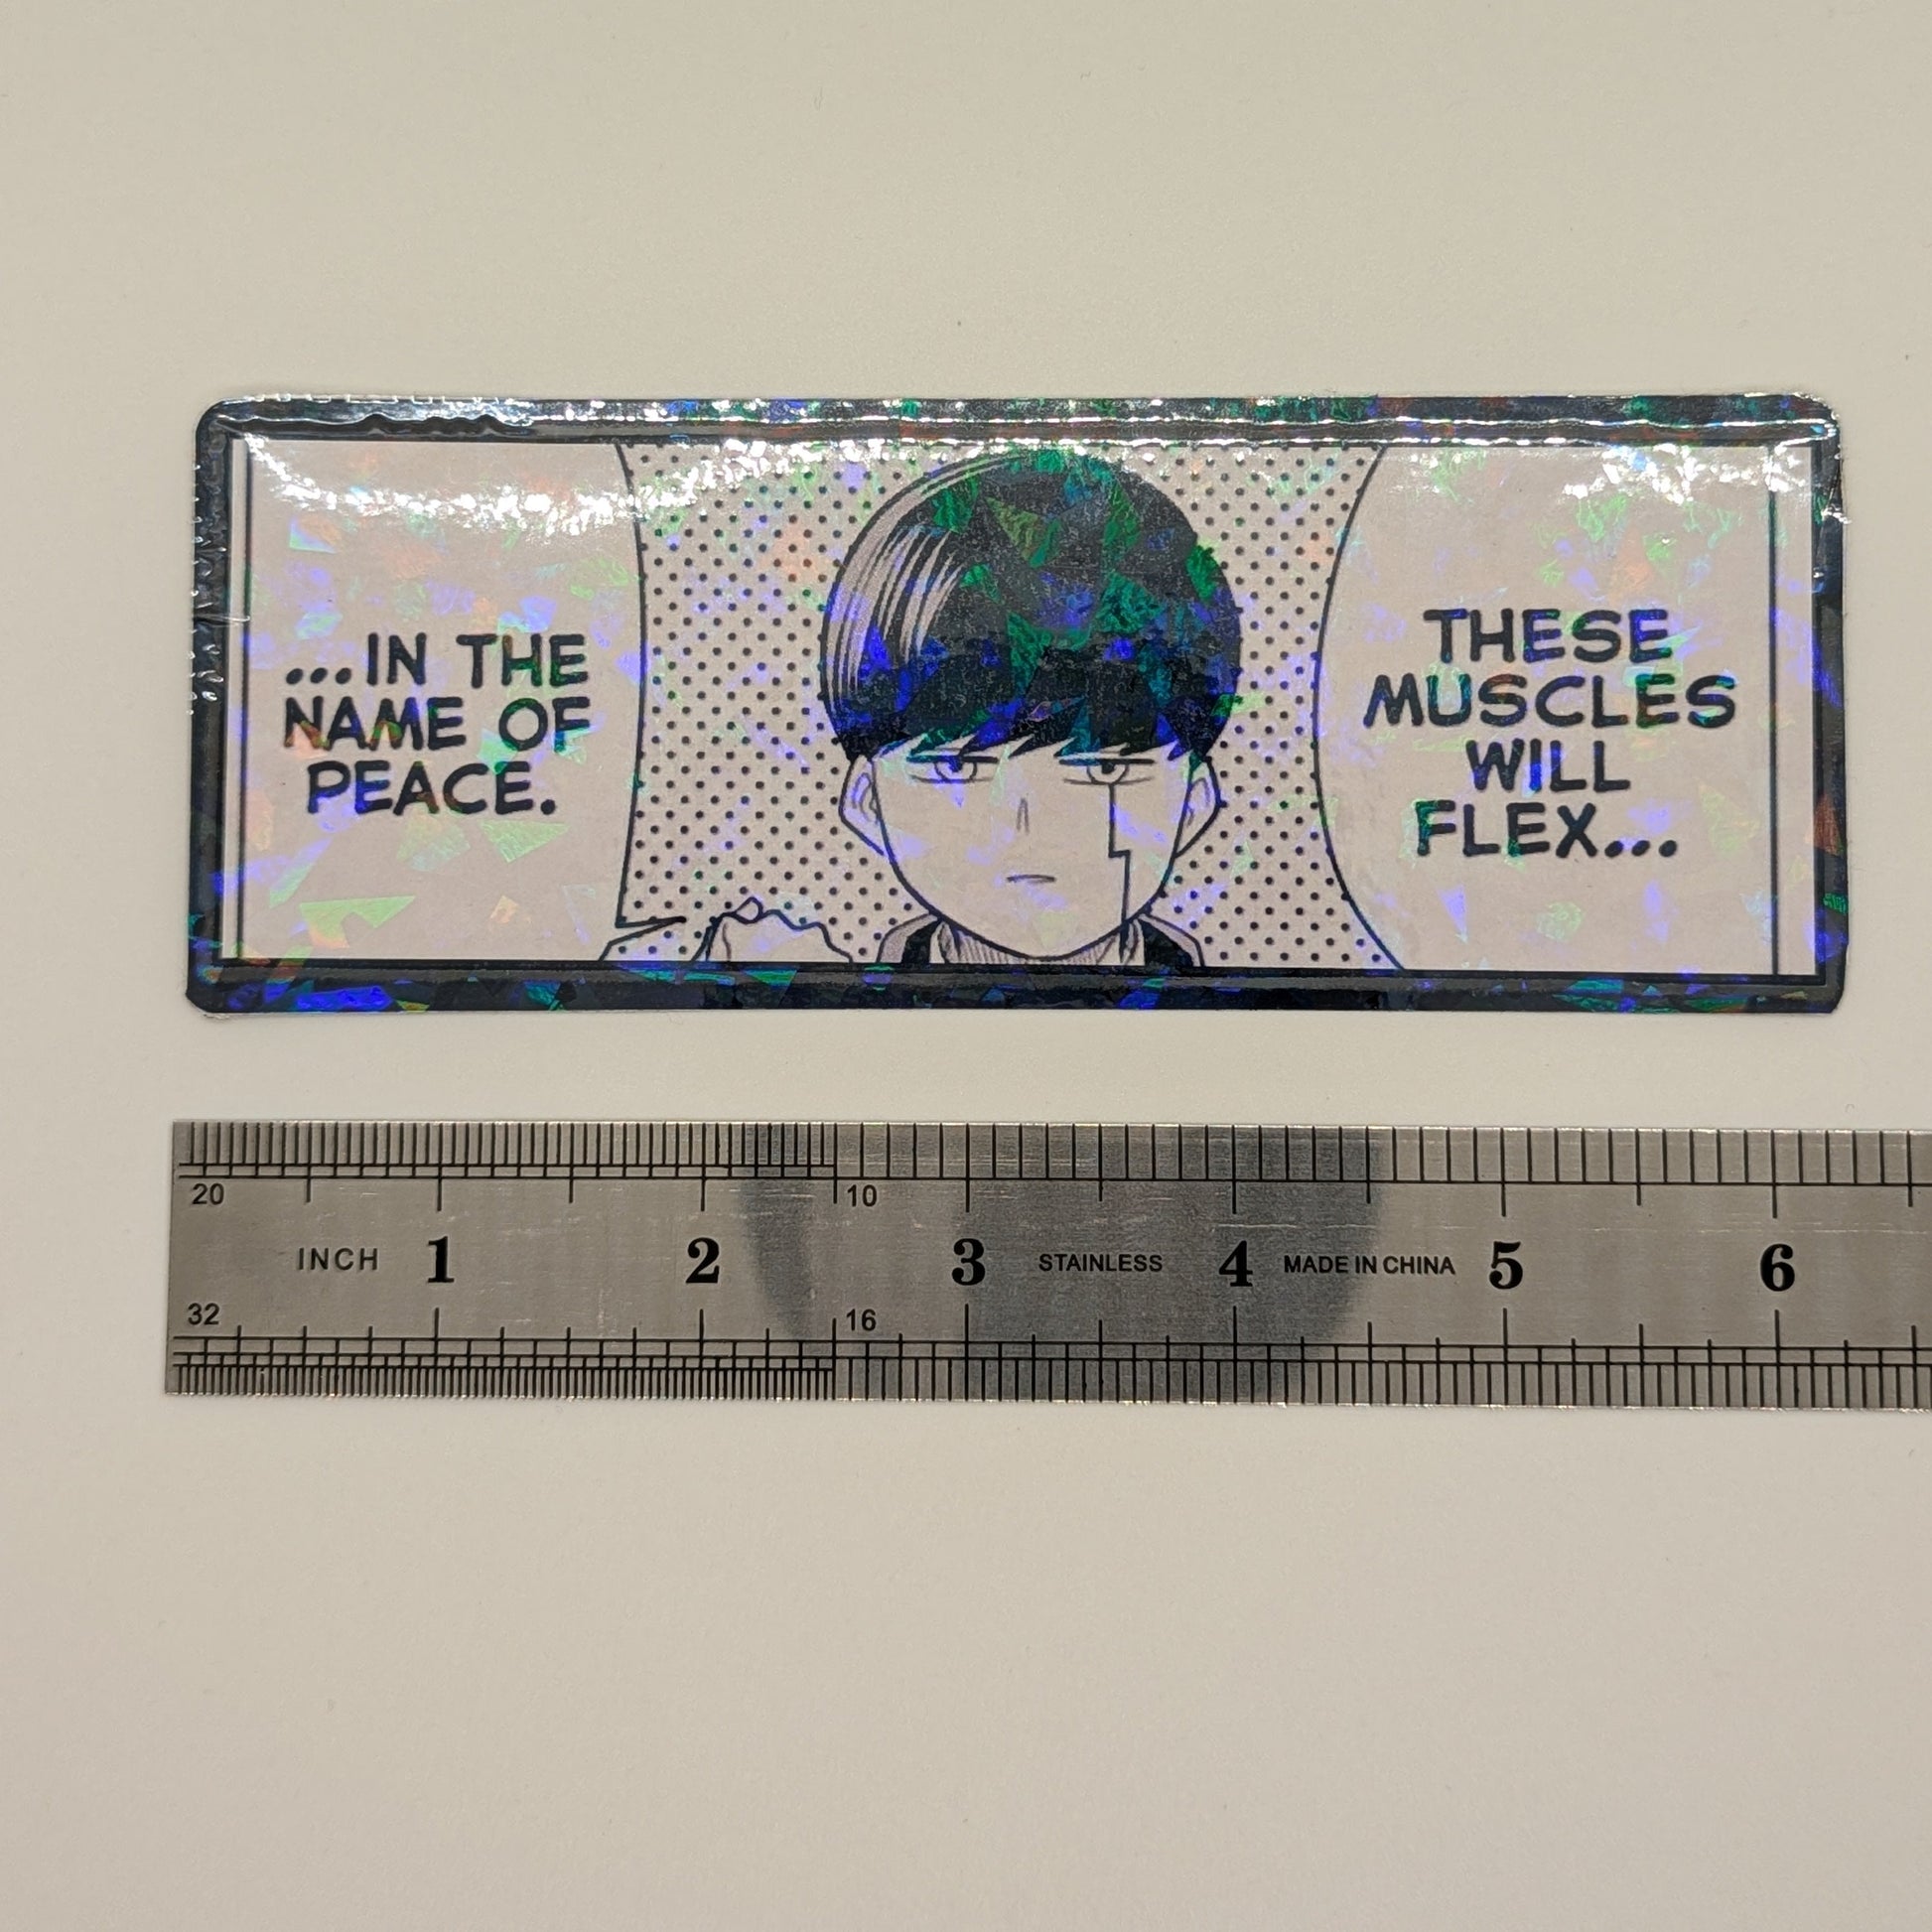 ...IN THE
NAME OF
PEACE.
THESE
MUSCLES
WILL
FLEX...
20
10
INCH 1 2 3 STAINLESS 4 MADE IN CHINA 5 6
32
16